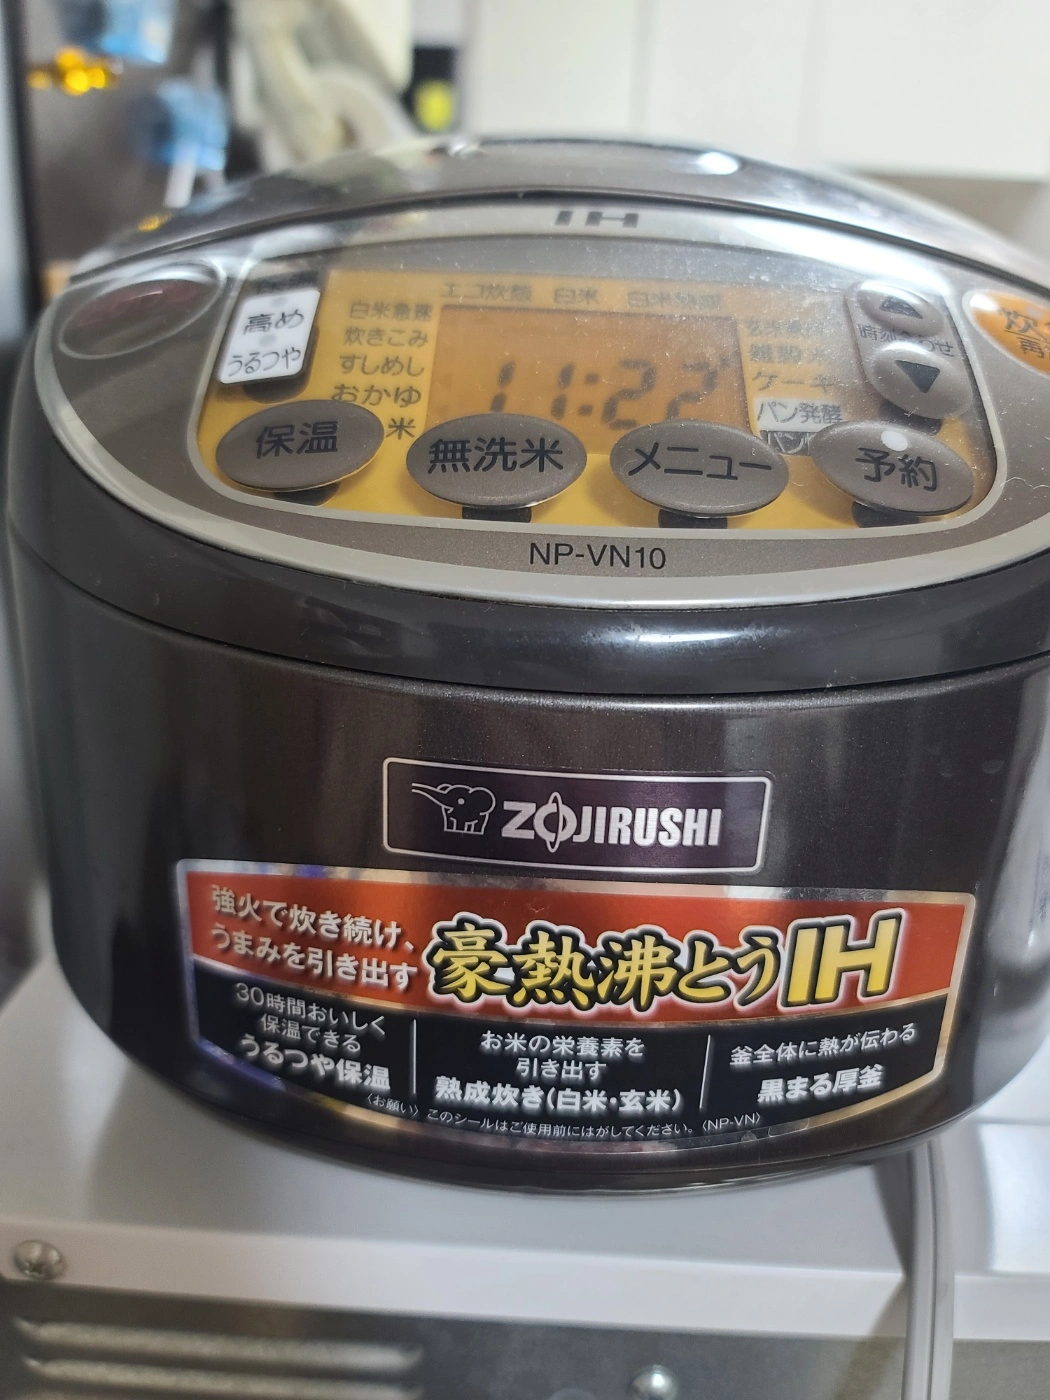 IH
高め
うるつや
白米急速
炊きこみ
すしめし
おかゆ
米
エコ炊飯 白米
11:22
ケーキ
パン発酵
パン
保温
無洗米
メニュー
予約
NP-VN10
ZOJIRUSHI
強火で炊き続け、
うまみを引き出す
豪熱沸とうIH
30時間おいしく
保温できる
うるつや保温
お米の栄養素を
引き出す
熟成炊き(白米・玄米)
釜全体に熱が伝わる
黒まる厚釜
〈お願い〉このシールはご使用前にはがしてください。〈NP-VN〉